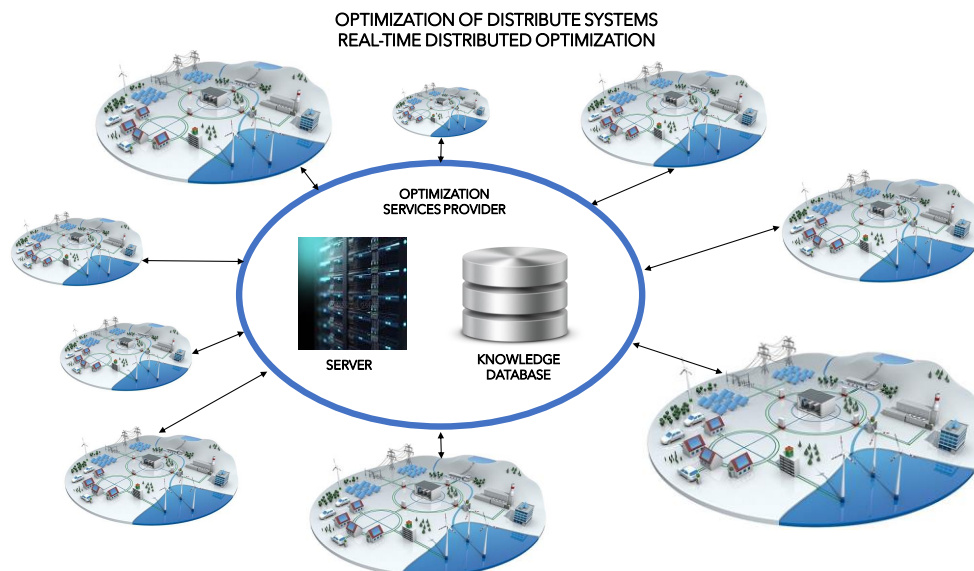 OPTIMIZATION OF DISTRIBUTE SYSTEMS
REAL-TIME DISTRIBUTED OPTIMIZATION
OPTIMIZATION
SERVICES PROVIDER
SERVER
KNOWLEDGE
DATABASE